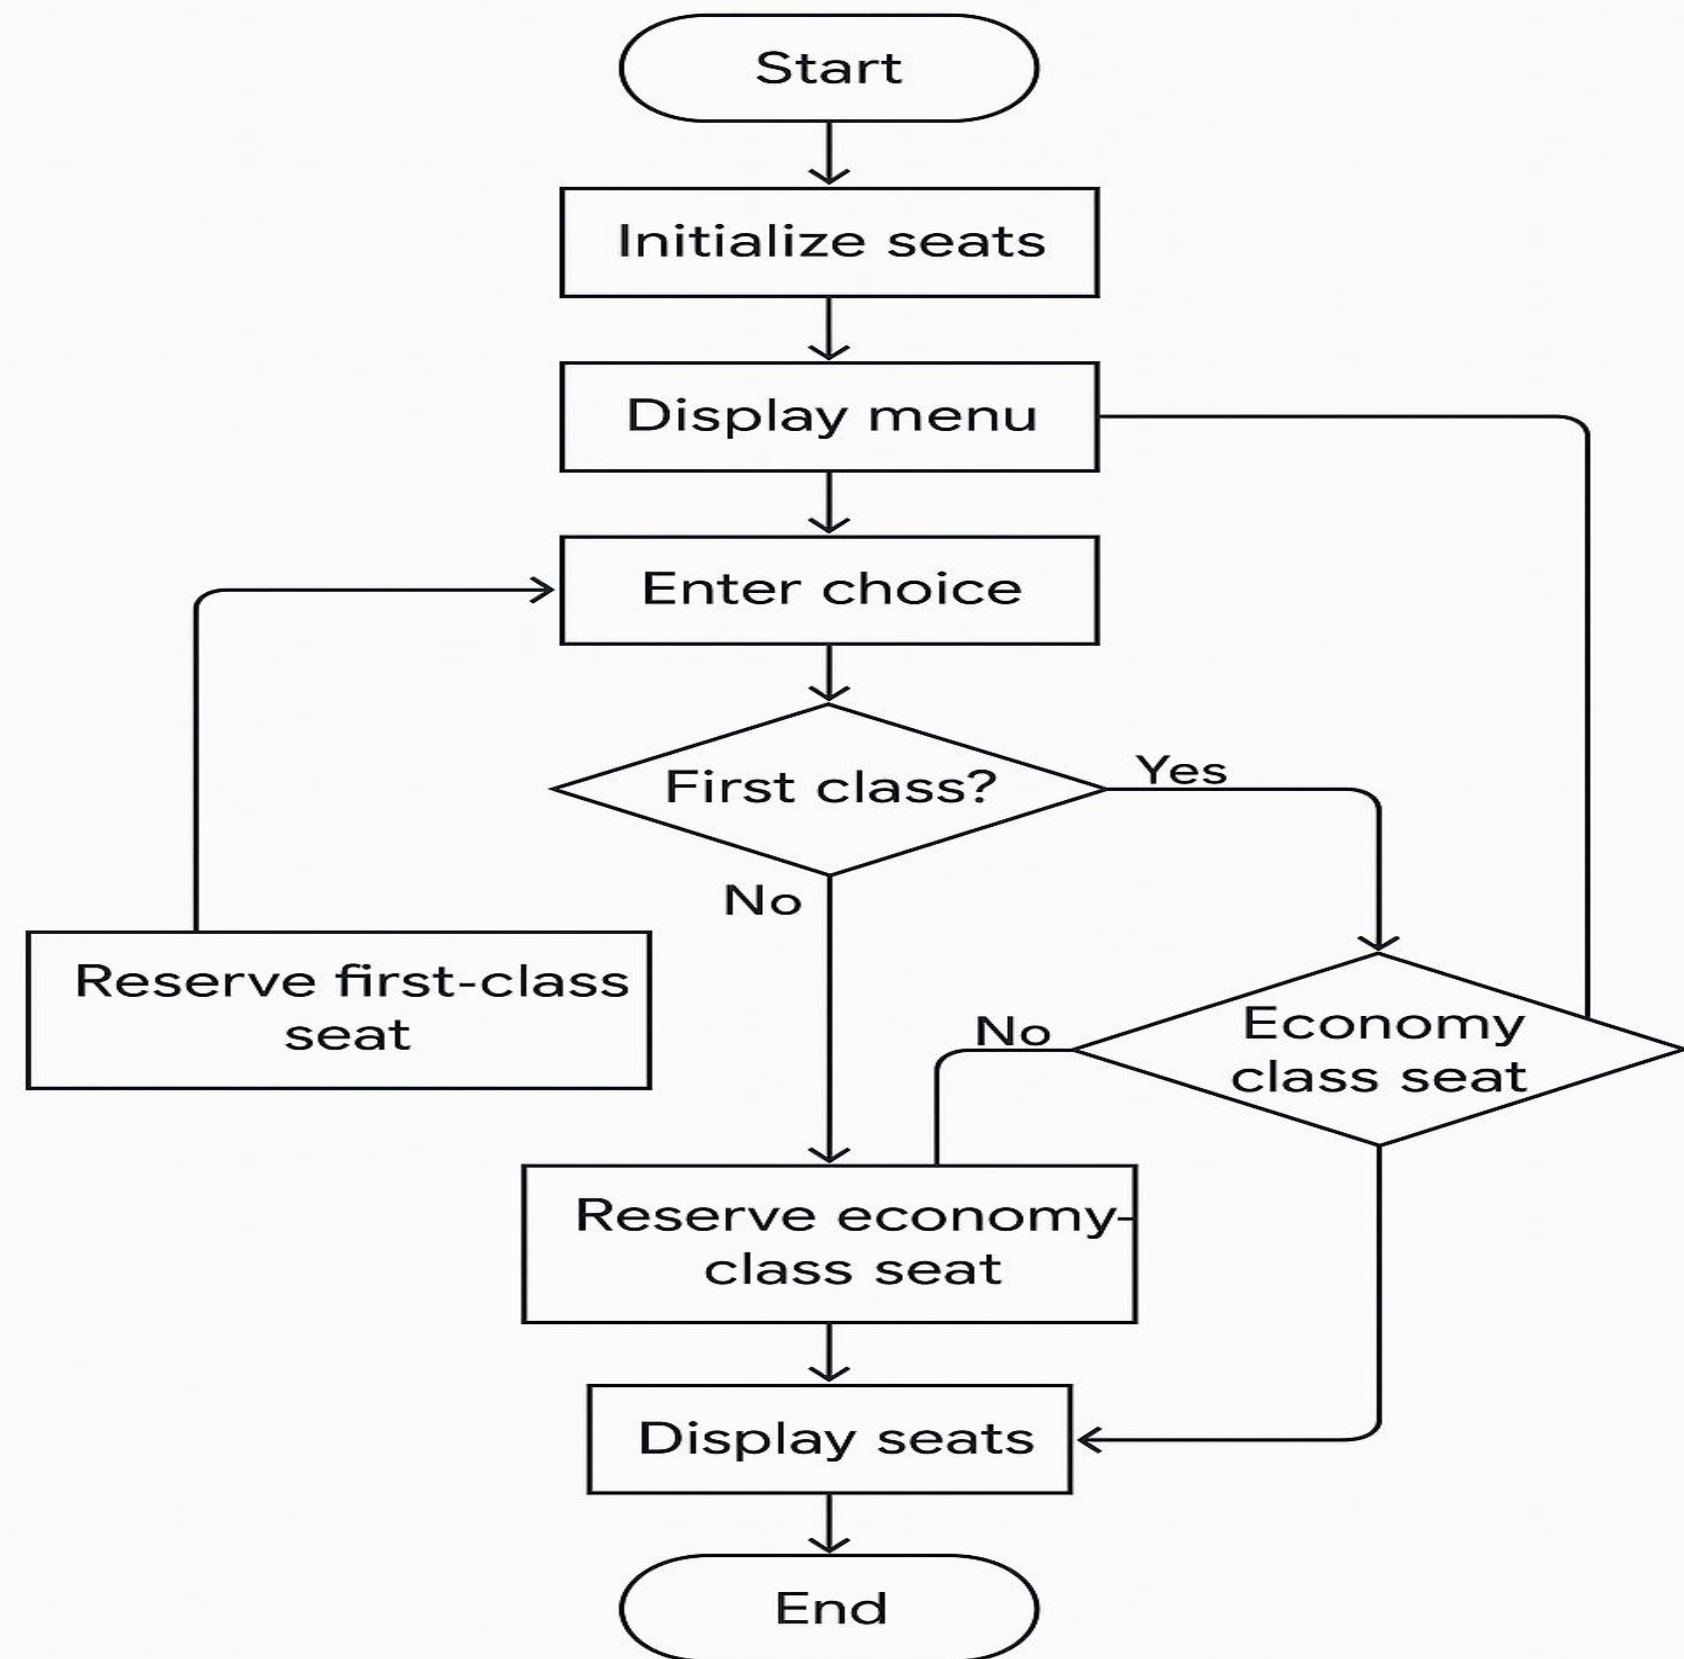 Start
Initialize seats
Display menu
Enter choice
First class?
Yes
No
Reserve first-class
seat
Economy
class seat
No
Reserve economy-
class seat
Display seats
End